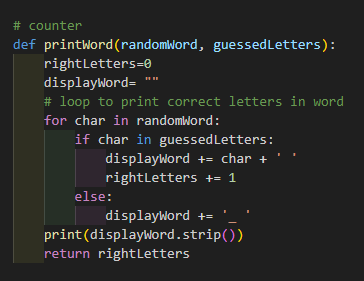 # counter
def printWord(randomWord, guessedLetters):
    rightLetters=0
    displayWord= ""
    # loop to print correct letters in word
    for char in randomWord:
        if char in guessedLetters:
            displayWord += char + ' '
            rightLetters += 1
        else:
            displayWord += '_ '
    print(displayWord.strip())
    return rightLetters